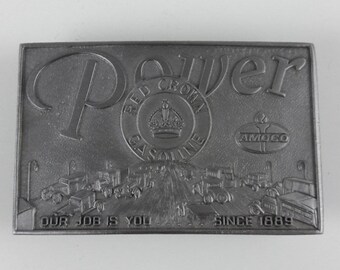 Power
RED CROWN
GASOLINE
AMOCO
OUR JOB IS YOU SINCE 1889